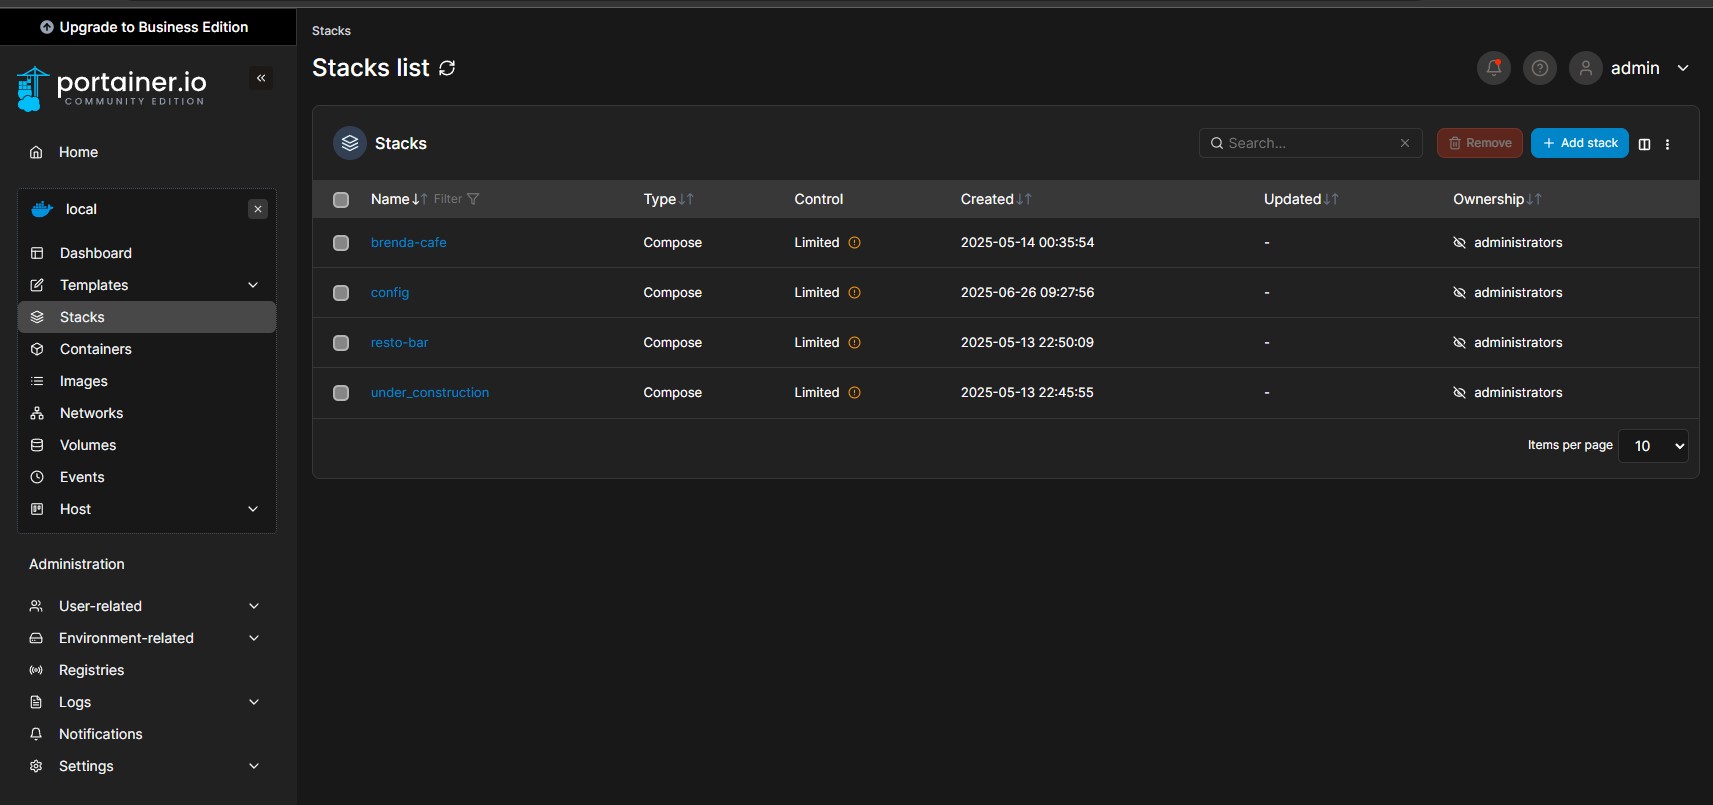 Upgrade to Business Edition
portainer.io
COMMUNITY EDITION
Home
local
Dashboard
Templates
Stacks
Containers
Images
Networks
Volumes
Events
Host
Administration
User-related
Environment-related
Registries
Logs
Notifications
Settings
Stacks
Stacks list
admin
Stacks
Search...
Remove
Add stack
Name Filter Type Control Created Updated Ownership
brenda-cafe Compose Limited 2025-05-14 00:35:54 - administrators
config Compose Limited 2025-06-26 09:27:56 - administrators
resto-bar Compose Limited 2025-05-13 22:50:09 - administrators
under_construction Compose Limited 2025-05-13 22:45:55 - administrators
Items per page 10